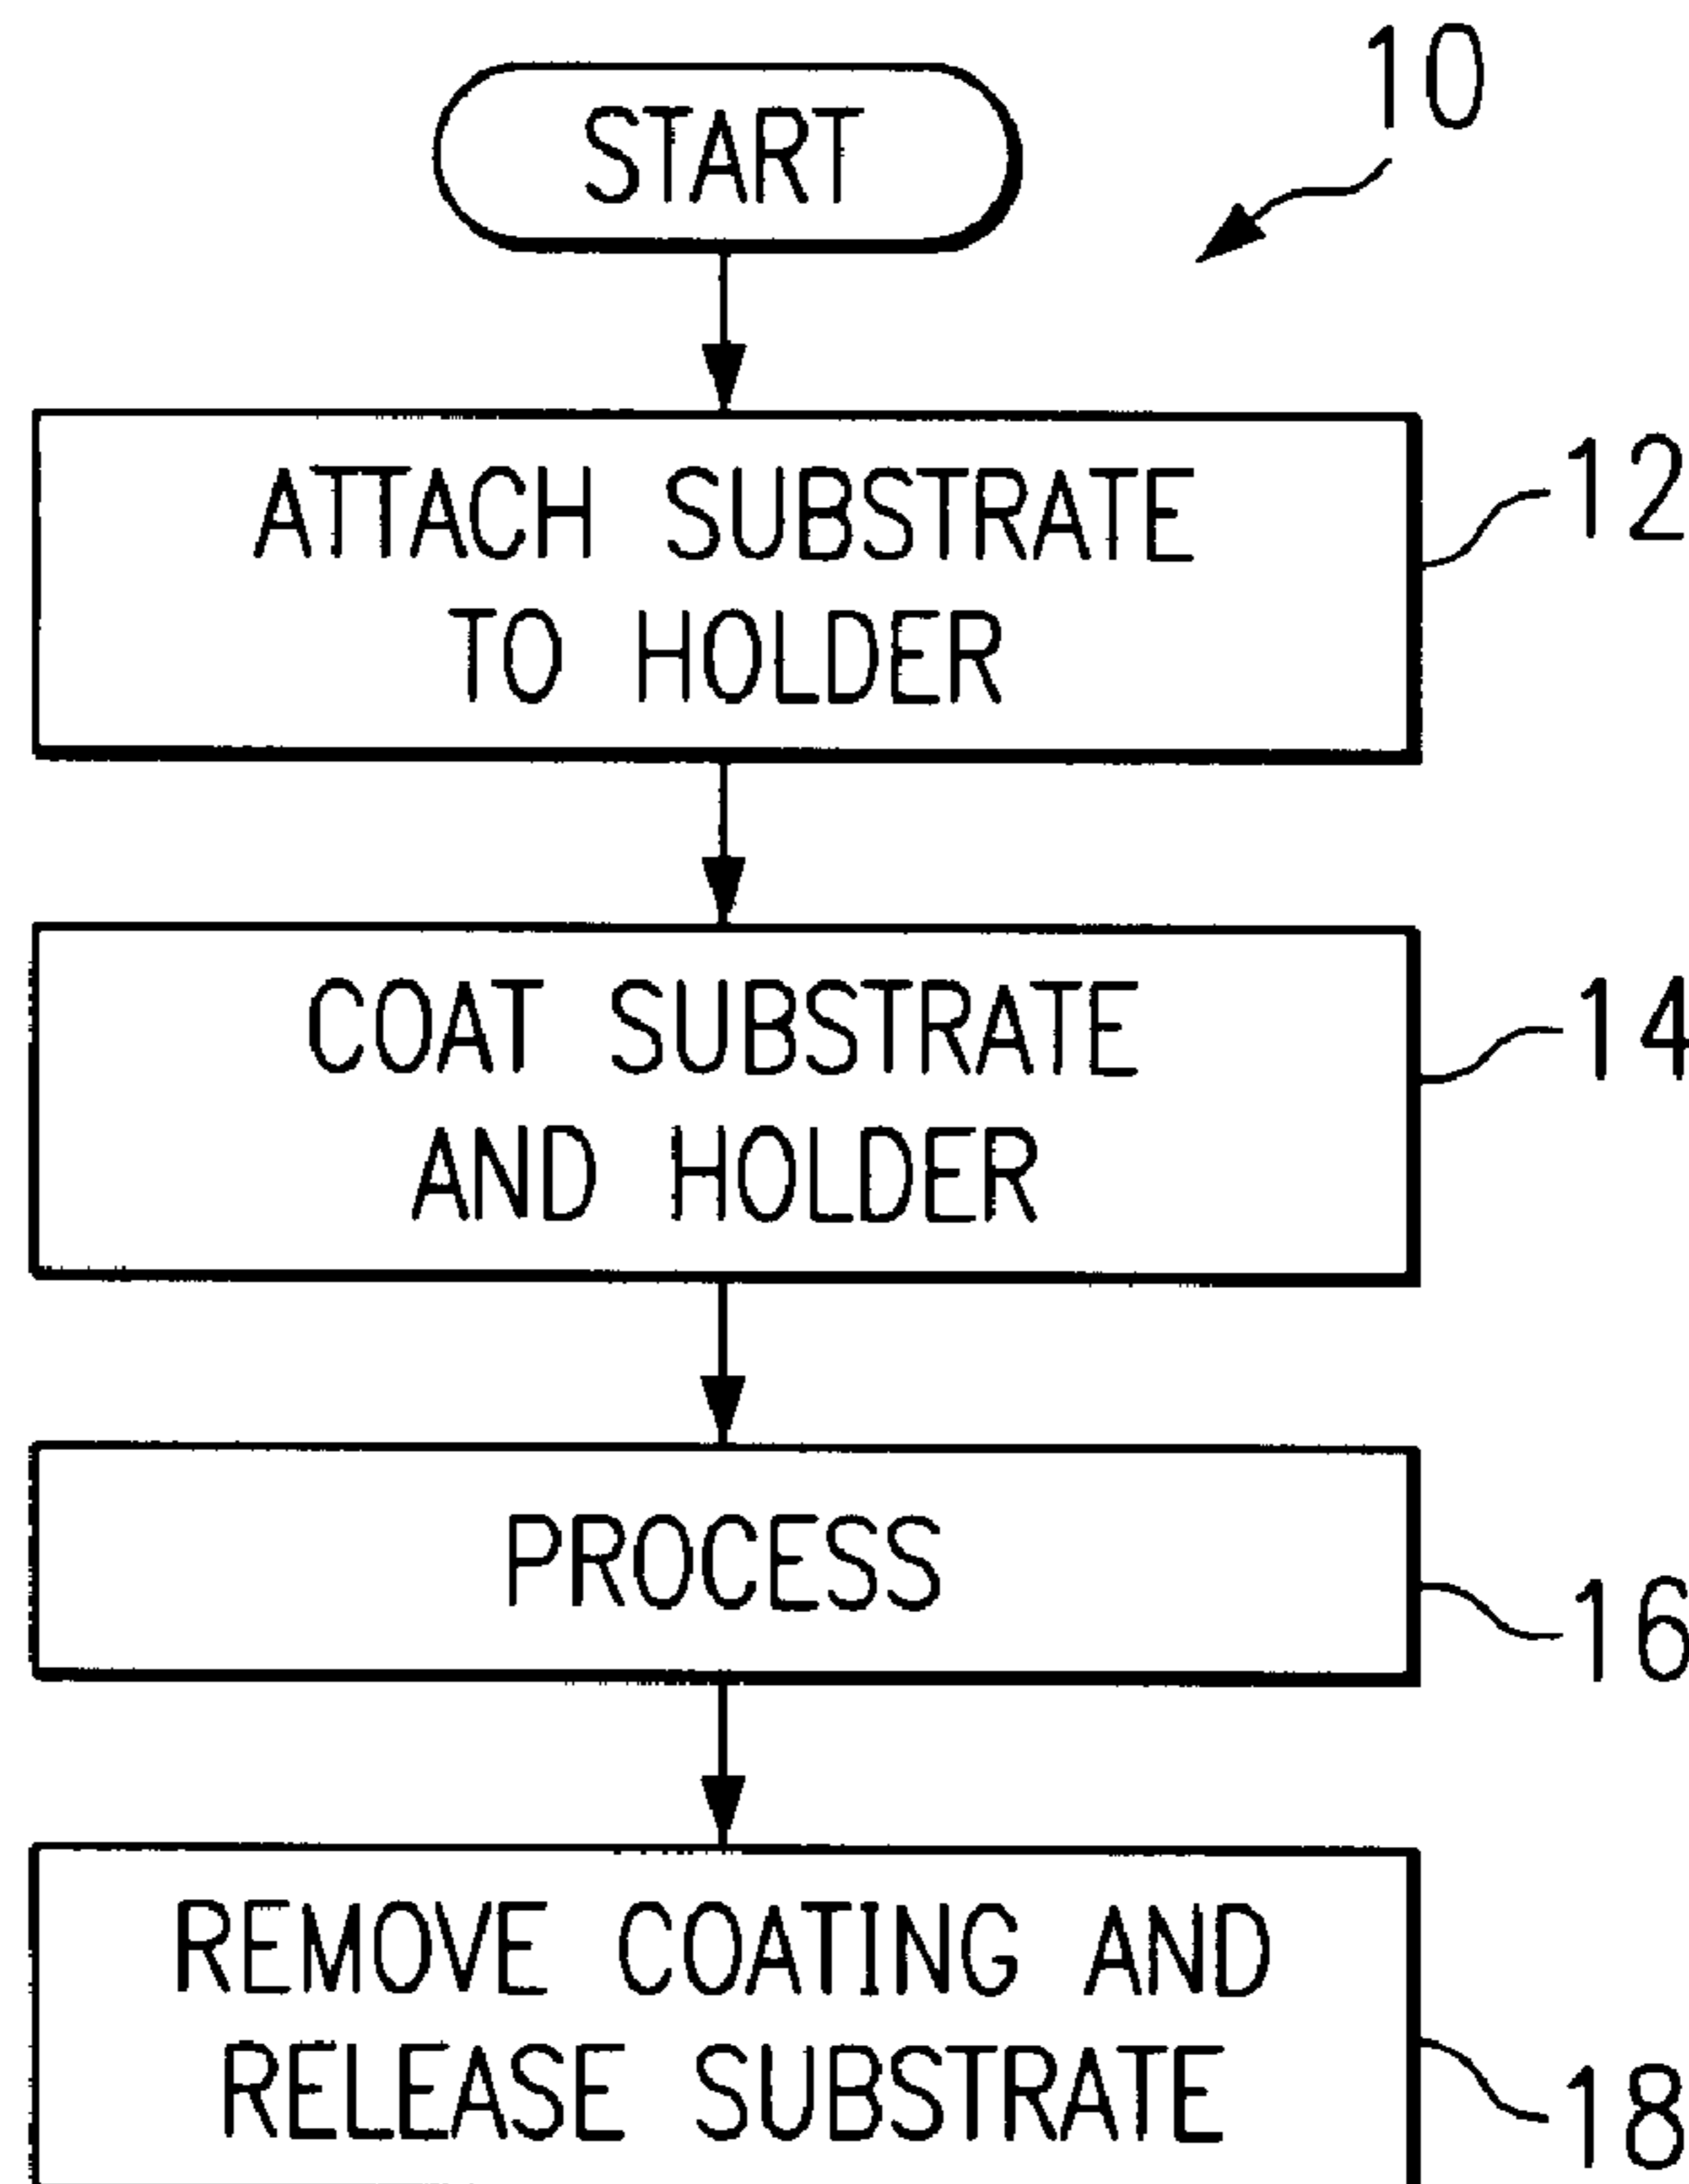 10
START
ATTACH SUBSTRATE
TO HOLDER
12
COAT SUBSTRATE
AND HOLDER
14
PROCESS
16
REMOVE COATING AND
RELEASE SUBSTRATE
18